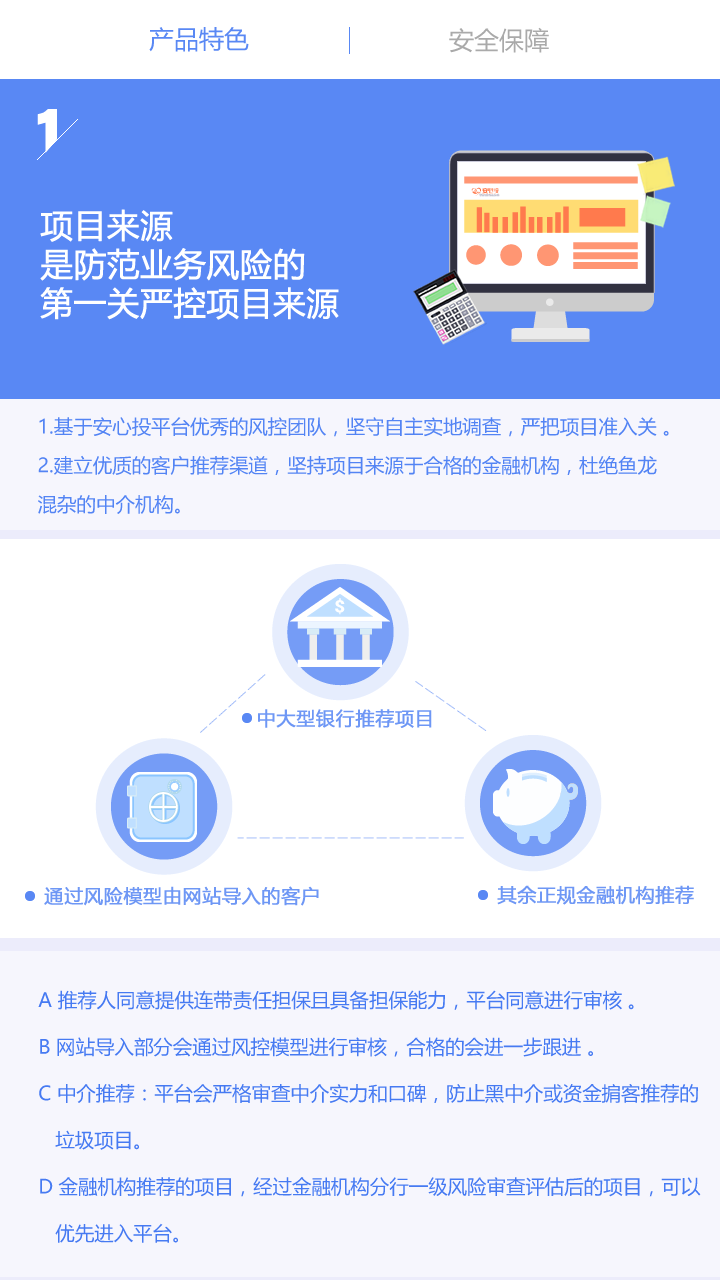 产品特色
安全保障
1
项目来源
是防范业务风险的
第一关严控项目来源
1.基于安心投平台优秀的风控团队，坚守自主实地调查，严把项目准入关 。
2.建立优质的客户推荐渠道，坚持项目来源于合格的金融机构，杜绝鱼龙
混杂的中介机构。
$
中大型银行推荐项目
通过风险模型由网站导入的客户
其余正规金融机构推荐
A 推荐人同意提供连带责任担保且具备担保能力，平台同意进行审核 。
B 网站导入部分会通过风控模型进行审核，合格的会进一步跟进 。
C 中介推荐：平台会严格审查中介实力和口碑，防止黑中介或资金掮客推荐的
垃圾项目。
D 金融机构推荐的项目，经过金融机构分行一级风险审查评估后的项目，可以
优先进入平台。